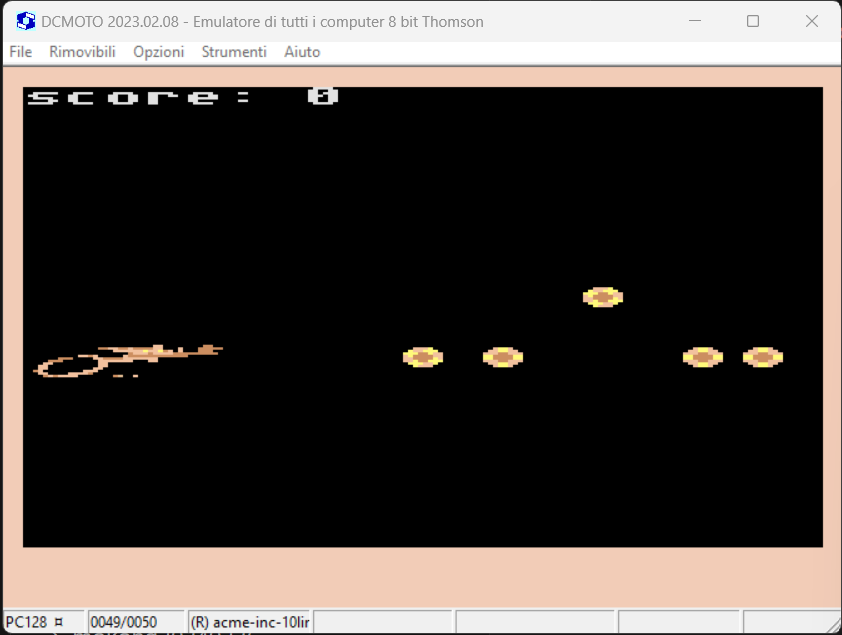 DCMOTO 2023.02.08 - Emulatore di tutti i computer 8 bit Thomson
File Rimovibili Opzioni Strumenti Aiuto
score: 0
PC128 ¤ 0049/0050 (R) acme-inc-10lir